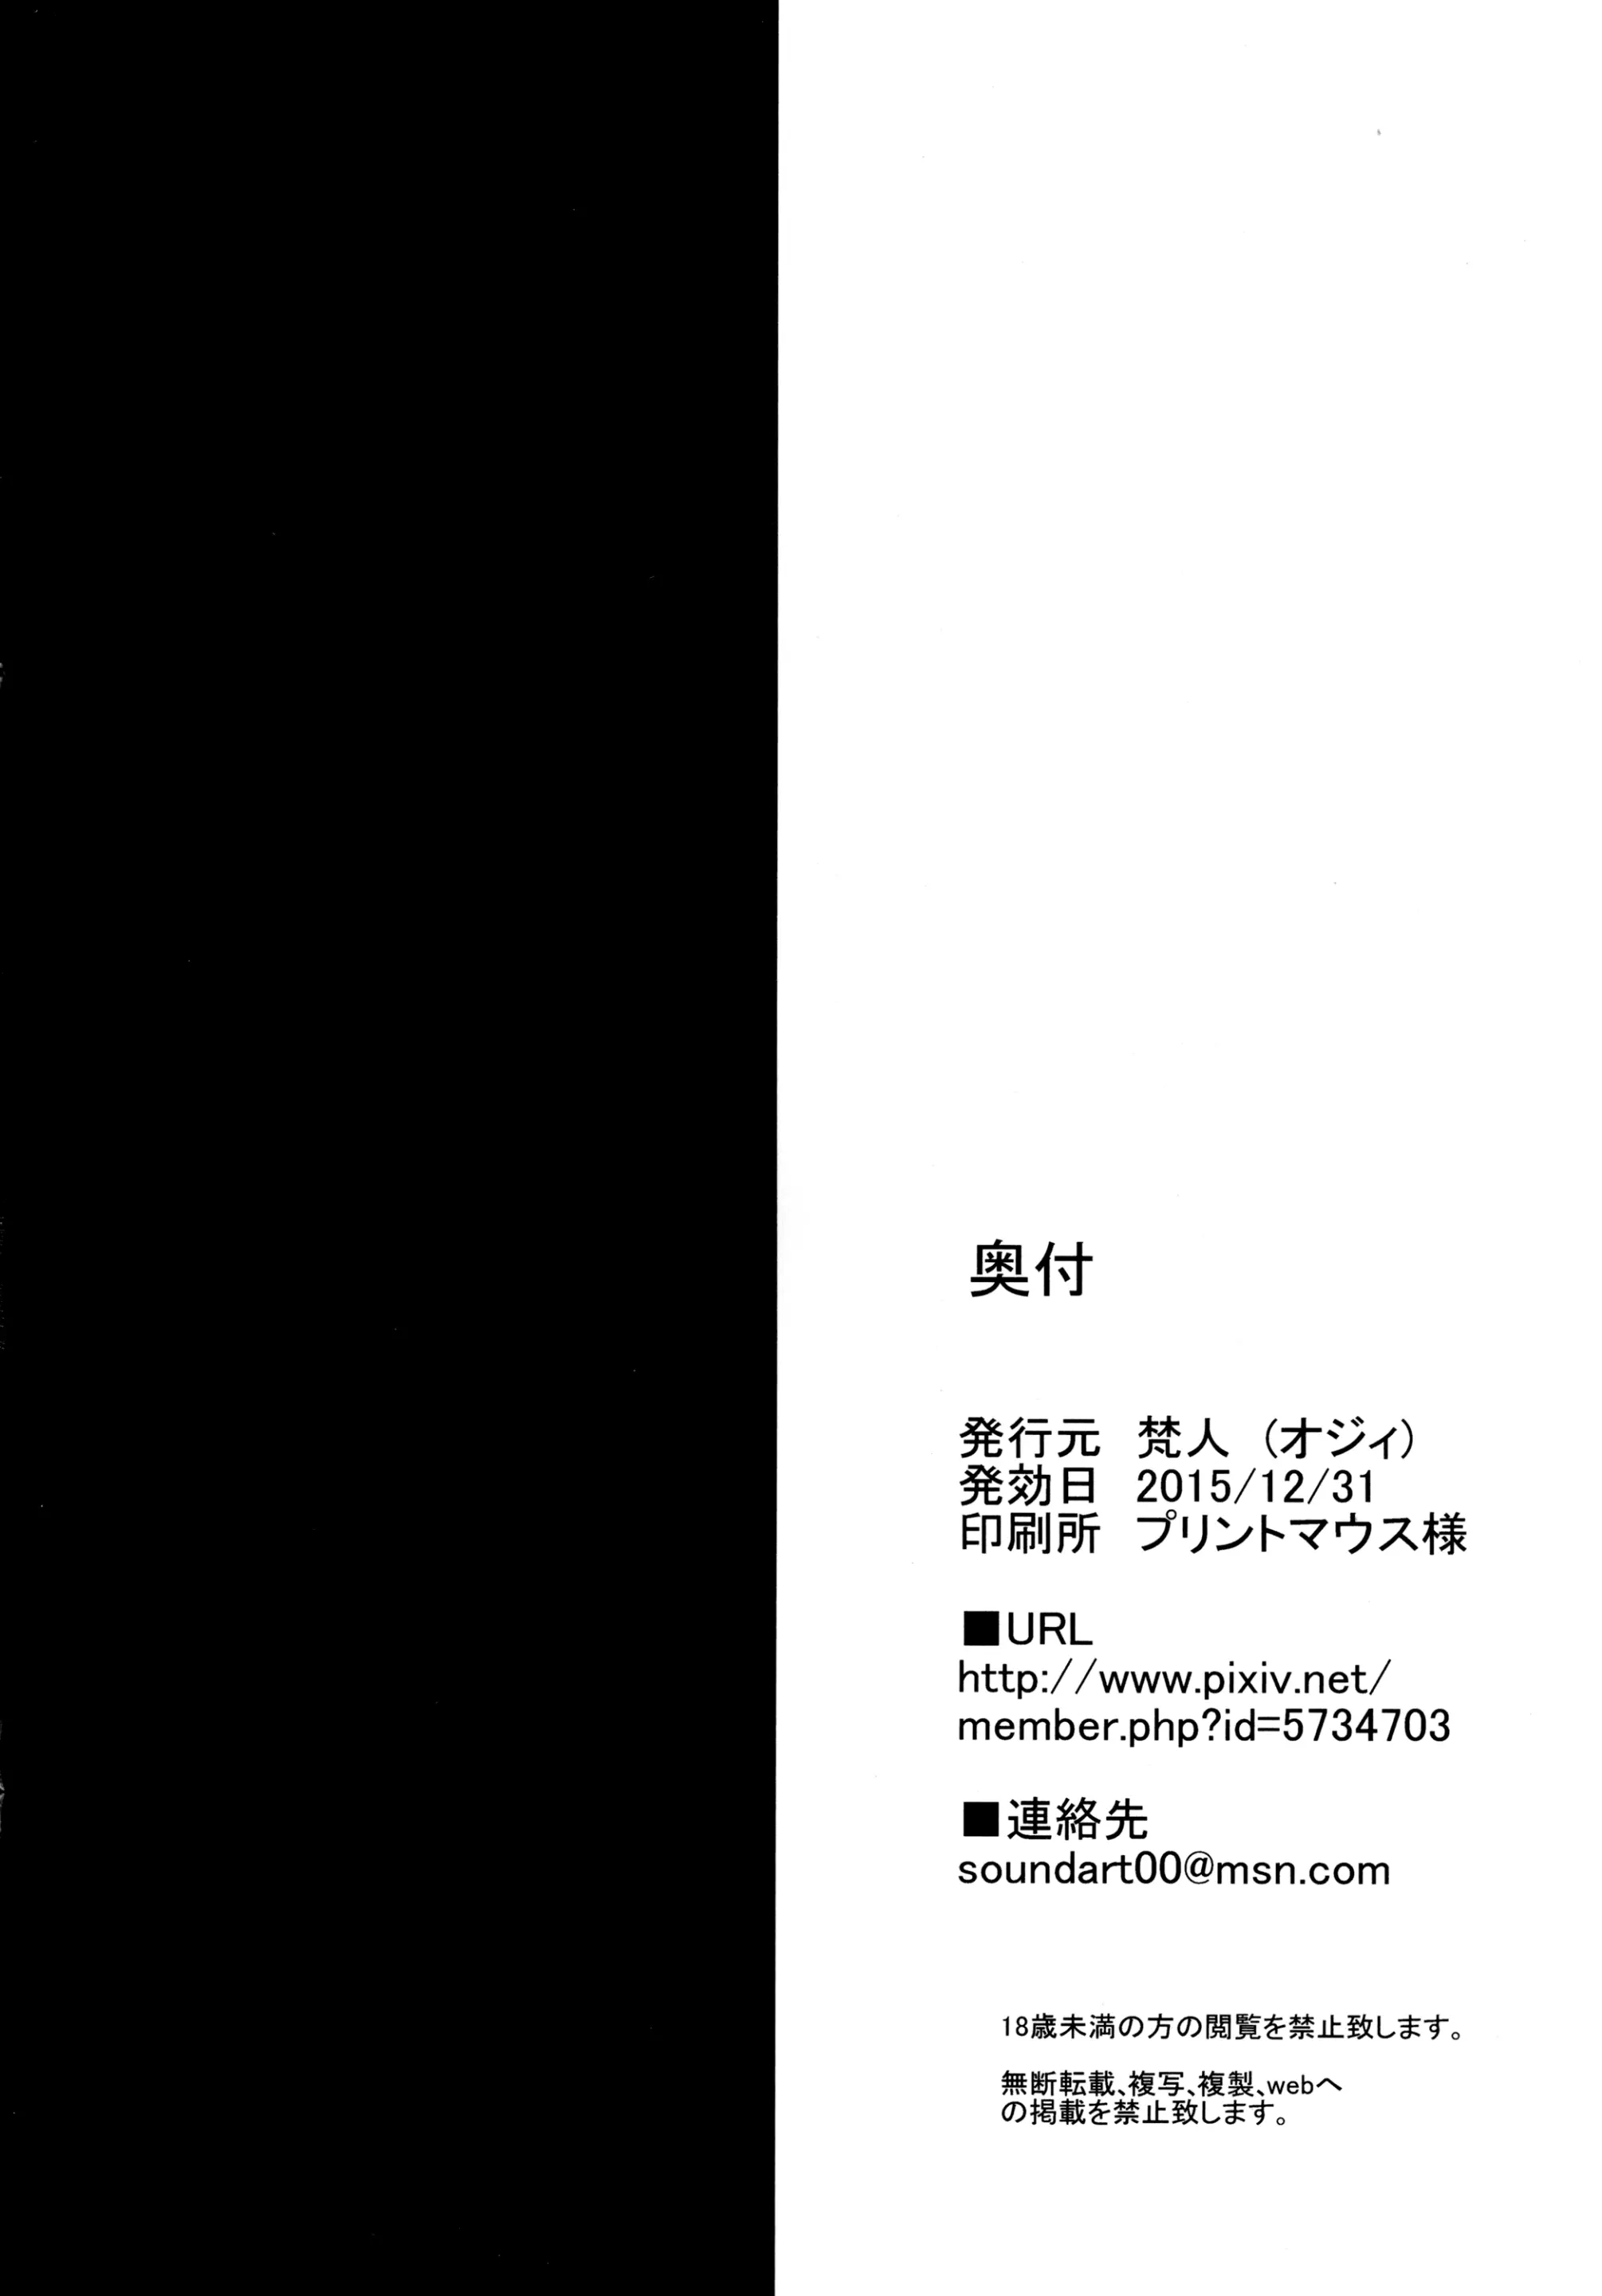 奥付
発行元　梵人（オジィ）
発効日　2015/12/31
印刷所　プリントマウス様
■URL
http://www.pixiv.net/
member.php?id=5734703
■連絡先
soundart00@msn.com
18歳未満の方の閲覧を禁止致します。
無断転載、複写、複製、webへ
の掲載を禁止致します。